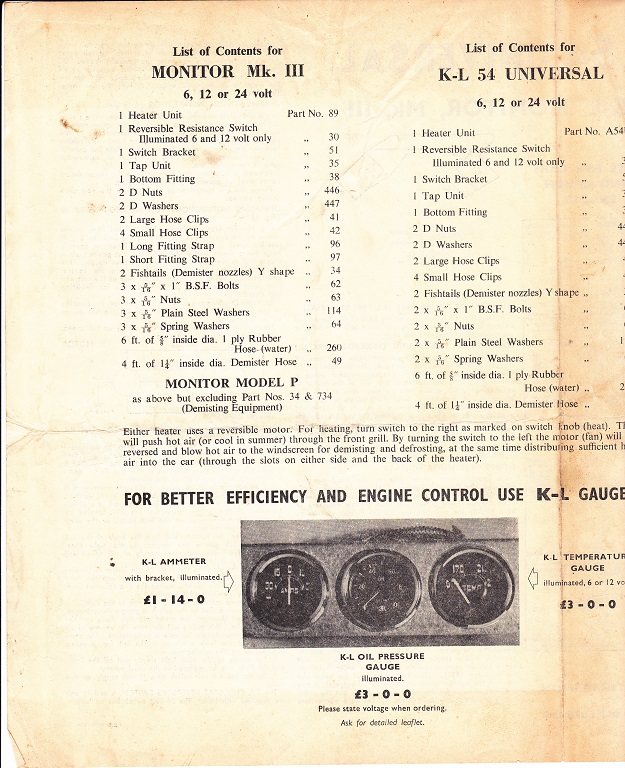 List of Contents for
MONITOR Mk. III
6, 12 or 24 volt
1 Heater Unit Part No. 89
1 Reversible Resistance Switch
Illuminated 6 and 12 volt only ,, 30
1 Switch Bracket ,, 51
1 Tap Unit ,, 35
1 Bottom Fitting ,, 38
2 D Nuts ,, 446
2 D Washers ,, 447
2 Large Hose Clips ,, 41
4 Small Hose Clips ,, 42
1 Long Fitting Strap ,, 96
1 Short Fitting Strap ,, 97
2 Fishtails (Demister nozzles) Y shape ,, 34
3 x 5/16" x 1" B.S.F. Bolts ,, 62
3 x 5/16" Nuts ,, 63
3 x 5/16" Plain Steel Washers ,, 114
3 x 5/16" Spring Washers ,, 64
6 ft. of 5/8" inside dia. 1 ply Rubber
Hose (water) ,, 260
4 ft. of 1¼" inside dia. Demister Hose ,, 49
MONITOR MODEL P
as above but excluding Part Nos. 34 & 734
(Demisting Equipment)
List of Contents for
K-L 54 UNIVERSAL
6, 12 or 24 volt
1 Heater Unit Part No. A54
1 Reversible Resistance Switch
Illuminated 6 and 12 volt only ,,
1 Switch Bracket ,,
1 Tap Unit ,,
1 Bottom Fitting ,,
2 D Nuts ,, 44
2 D Washers ,, 44
2 Large Hose Clips ,,
4 Small Hose Clips ,,
2 Fishtails (Demister nozzles) Y shape ,,
2 x 5/16" x 1" B.S.F. Bolts ,,
2 x 5/16" Nuts ,,
2 x 5/16" Plain Steel Washers ,, 1
2 x 5/16" Spring Washers ,,
6 ft. of 5/8" inside dia. 1 ply Rubber
Hose (water) ,, 2
4 ft. of 1¼" inside dia. Demister Hose ,,
Either heater uses a reversible motor. For heating, turn switch to the right as marked on switch knob (heat). Th
will push hot air (or cool in summer) through the front grill. By turning the switch to the left the motor (fan) will
reversed and blow hot air to the windscreen for demisting and defrosting, at the same time distributing sufficient h
air into the car (through the slots on either side and the back of the heater).
FOR BETTER EFFICIENCY AND ENGINE CONTROL USE K-L GAUGE
K-L AMMETER
with bracket, illuminated.
£1-14-0
AMPS
TEMP
K-L TEMPERATUR
GAUGE
illuminated, 6 or 12 vo
£3-0-0
K-L OIL PRESSURE
GAUGE
illuminated.
£3-0-0
Please state voltage when ordering.
Ask for detailed leaflet.